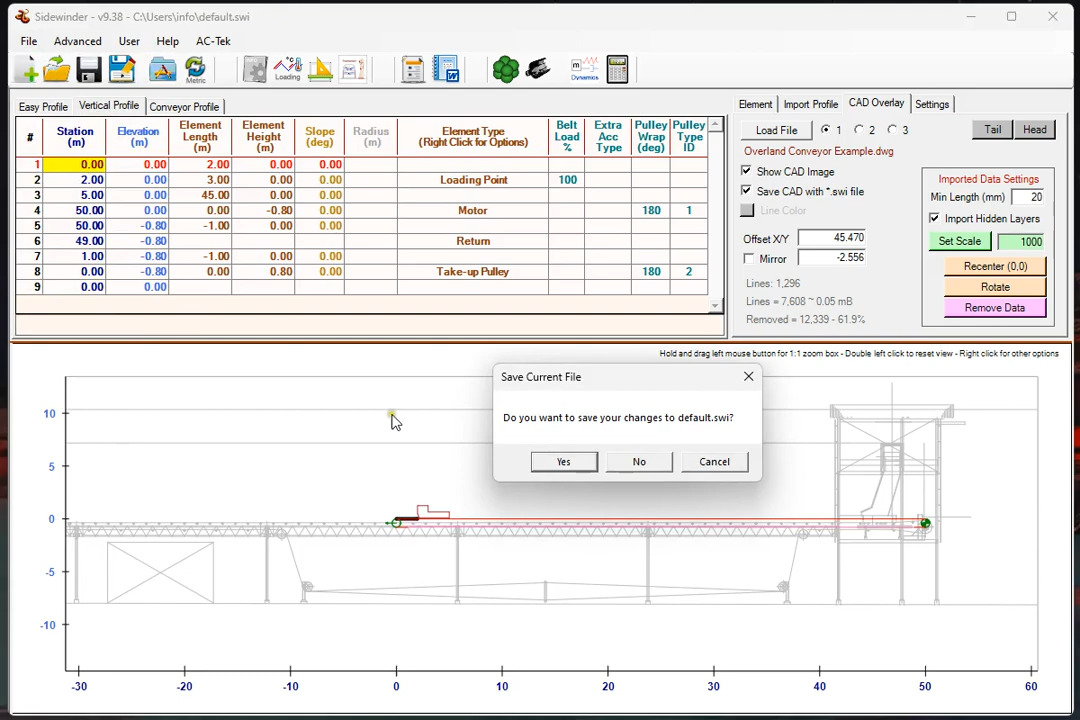 Sidewinder - v9.38 - C:\Users\info\default.swi
File Advanced User Help AC-Tek
Metric Loading W m[¨x] Dynamics
Easy Profile Vertical Profile Conveyor Profile
# Station (m) Elevation (m) Element Length (m) Element Height (m) Slope (deg) Radius (m) Element Type (Right Click for Options) Belt Load % Extra Acc Type Pulley Wrap (deg) Pulley Type ID
1 0.00 0.00 2.00 0.00 0.00
2 2.00 0.00 3.00 0.00 0.00 Loading Point 100
3 5.00 0.00 45.00 0.00 0.00
4 50.00 0.00 0.00 -0.80 0.00 Motor 180 1
5 50.00 -0.80 -1.00 0.00 0.00
6 49.00 -0.80 Return
7 1.00 -0.80 -1.00 0.00 0.00
8 0.00 -0.80 0.00 0.80 0.00 Take-up Pulley 180 2
9 0.00 0.00
Element Import Profile CAD Overlay Settings
Load File 1 2 3 Tail Head
Overland Conveyor Example.dwg
Show CAD Image
Save CAD with *.swi file
Line Color
Offset X/Y 45.470
Mirror -2.556
Lines: 1,296
Lines = 7,608 ~ 0.05 mB
Removed = 12,339 - 61.9%
Imported Data Settings
Min Length (mm) 20
Import Hidden Layers
Set Scale 1000
Recenter (0,0)
Rotate
Remove Data
Hold and drag left mouse button for 1:1 zoom box - Double left click to reset view - Right click for other options
Save Current File
Do you want to save your changes to default.swi?
Yes No Cancel
10
5
0
-5
-10
-30 -20 -10 0 10 20 30 40 50 60